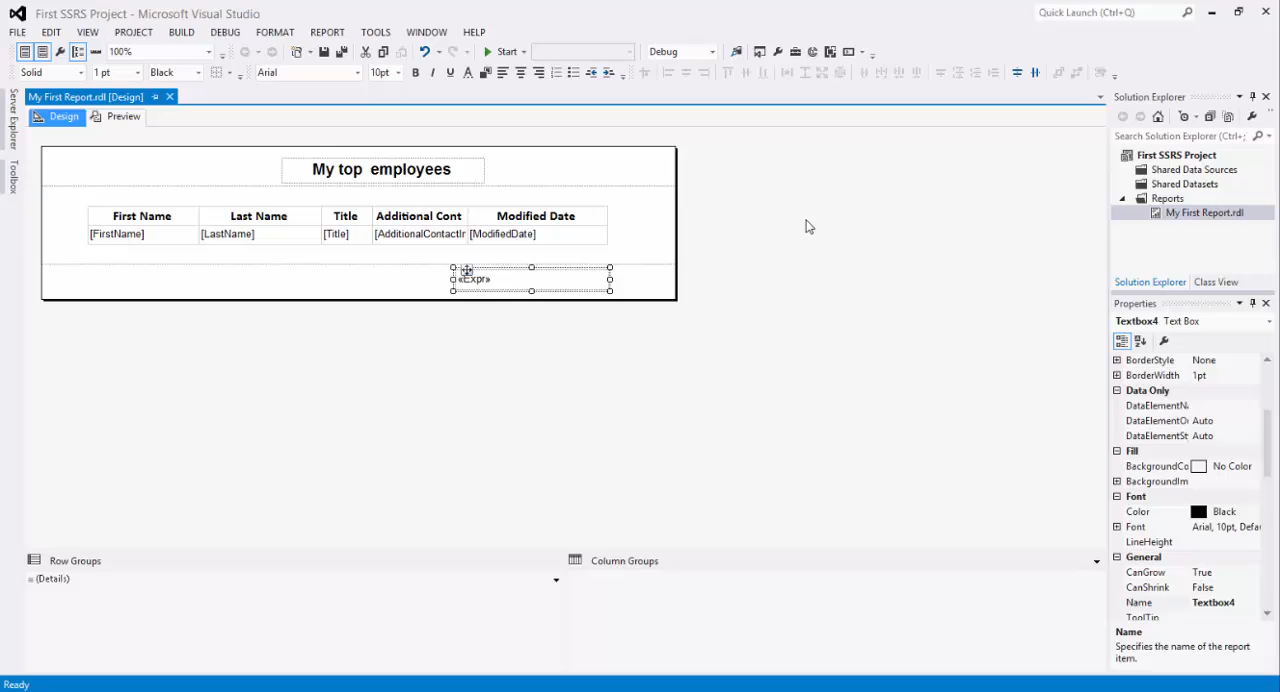 First SSRS Project - Microsoft Visual Studio
Quick Launch (Ctrl+Q)
FILE EDIT VIEW PROJECT BUILD DEBUG FORMAT REPORT TOOLS WINDOW HELP
100% Start Debug
Solid 1 pt Black Arial 10pt B I U A
My First Report.rdl [Design]
Solution Explorer
Server Explorer
Toolbox
Design Preview
Search Solution Explorer (Ctrl+;
First SSRS Project
Shared Data Sources
Shared Datasets
Reports
My First Report.rdl
My top employees
First Name Last Name Title Additional Cont Modified Date
[FirstName] [LastName] [Title] [AdditionalContactIr [ModifiedDate]
«Expr»
Solution Explorer Class View
Properties
Textbox4 Text Box
BorderStyle None
BorderWidth 1pt
Data Only
DataElementNa
DataElementOu Auto
DataElementSt Auto
Fill
BackgroundCo No Color
BackgroundIm
Font
Color Black
Font Arial, 10pt, Defa
LineHeight
General
CanGrow True
CanShrink False
Name Textbox4
ToolTip
Name
Specifies the name of the report
item.
Row Groups
Column Groups
(Details)
Ready